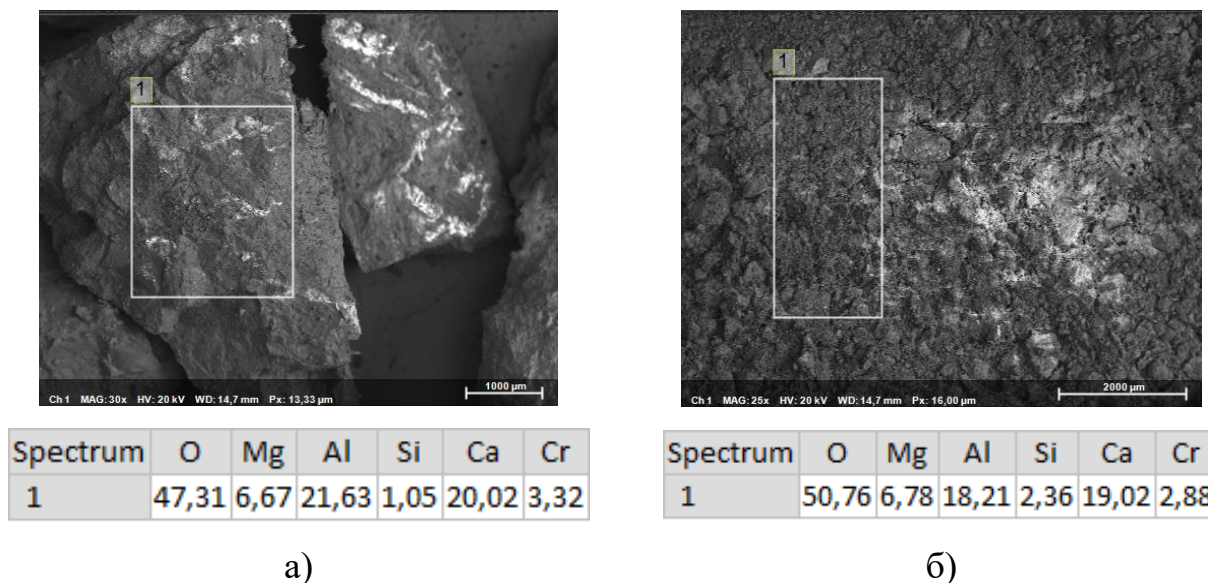 1
Ch 1 MAG: 30x HV: 20 kV WD: 14,7 mm Px: 13,33 µm
1000 µm
Spectrum O Mg Al Si Ca Cr
1 47,31 6,67 21,63 1,05 20,02 3,32
а)
1
Ch 1 MAG: 25x HV: 20 kV WD: 14,7 mm Px: 16,00 µm
2000 µm
Spectrum O Mg Al Si Ca Cr
1 50,76 6,78 18,21 2,36 19,02 2,88
б)